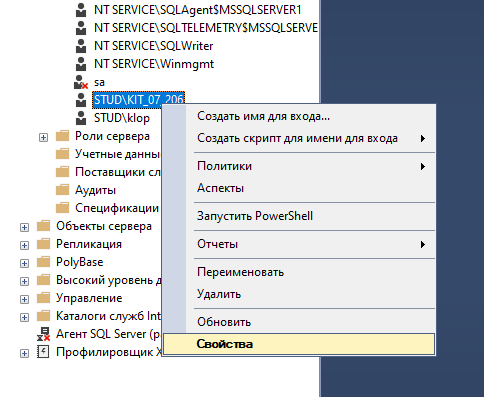 NT SERVICE\SQLAgent$MSSQLSERVER1
NT SERVICE\SQLTELEMETRY$MSSQLSERVE
NT SERVICE\SQLWriter
NT SERVICE\Winmgmt
sa
STUD\KIT_07_206
STUD\klop
Роли сервера
Учетные данны
Поставщики сл
Аудиты
Спецификации
Объекты сервера
Репликация
PolyBase
Высокий уровень д
Управление
Каталоги служб Int
Агент SQL Server (р
Профилировщик X
Создать имя для входа...
Создать скрипт для имени для входа
Политики
Аспекты
Запустить PowerShell
Отчеты
Переименовать
Удалить
Обновить
Свойства